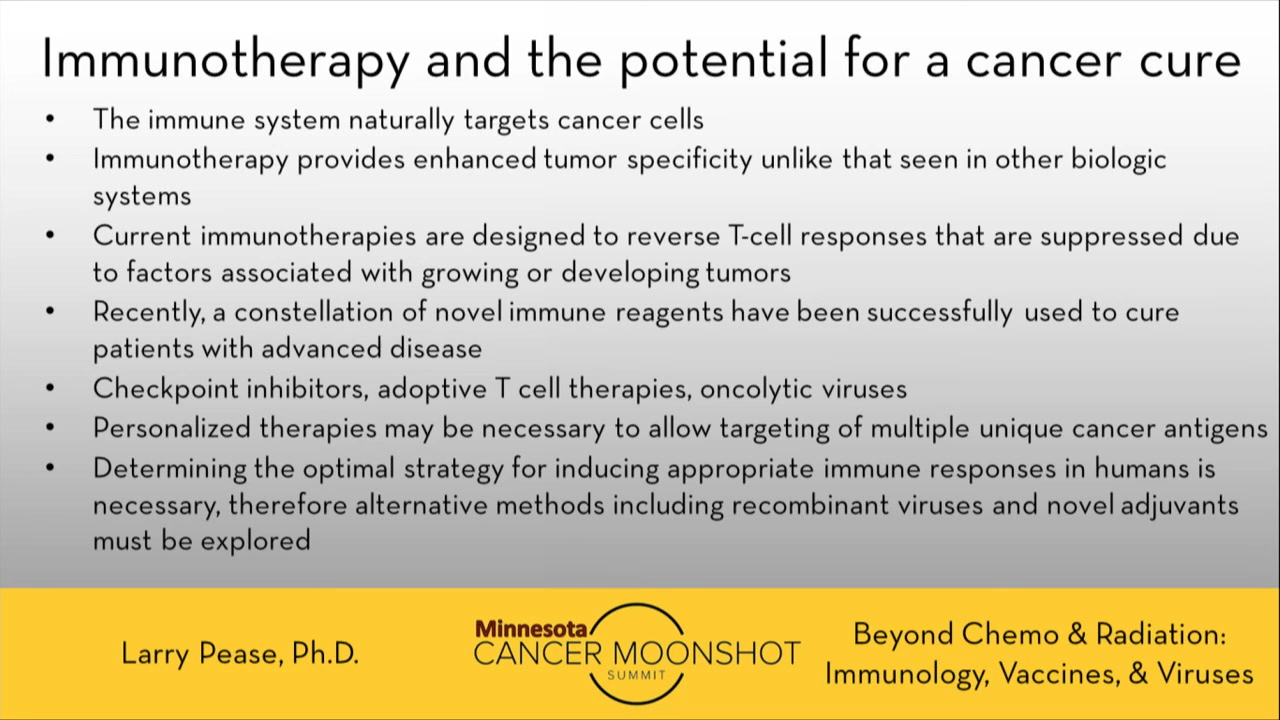 Immunotherapy and the potential for a cancer cure
• The immune system naturally targets cancer cells
• Immunotherapy provides enhanced tumor specificity unlike that seen in other biologic
systems
• Current immunotherapies are designed to reverse T-cell responses that are suppressed due
to factors associated with growing or developing tumors
• Recently, a constellation of novel immune reagents have been successfully used to cure
patients with advanced disease
• Checkpoint inhibitors, adoptive T cell therapies, oncolytic viruses
• Personalized therapies may be necessary to allow targeting of multiple unique cancer antigens
• Determining the optimal strategy for inducing appropriate immune responses in humans is
necessary, therefore alternative methods including recombinant viruses and novel adjuvants
must be explored
Larry Pease, Ph.D.
Minnesota
CANCER MOONSHOT
SUMMIT
Beyond Chemo & Radiation:
Immunology, Vaccines, & Viruses